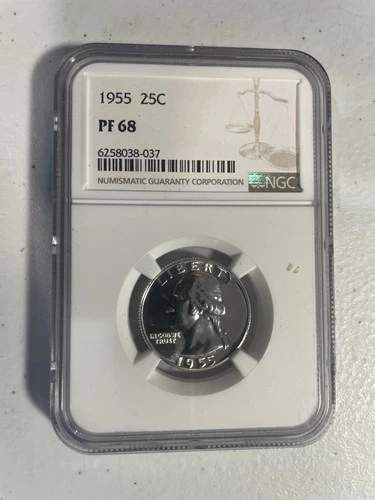 1955 25C
PF 68
6258038-037
NUMISMATIC GUARANTY CORPORATION
NGC
LIBERTY
IN GOD WE
TRUST
1955